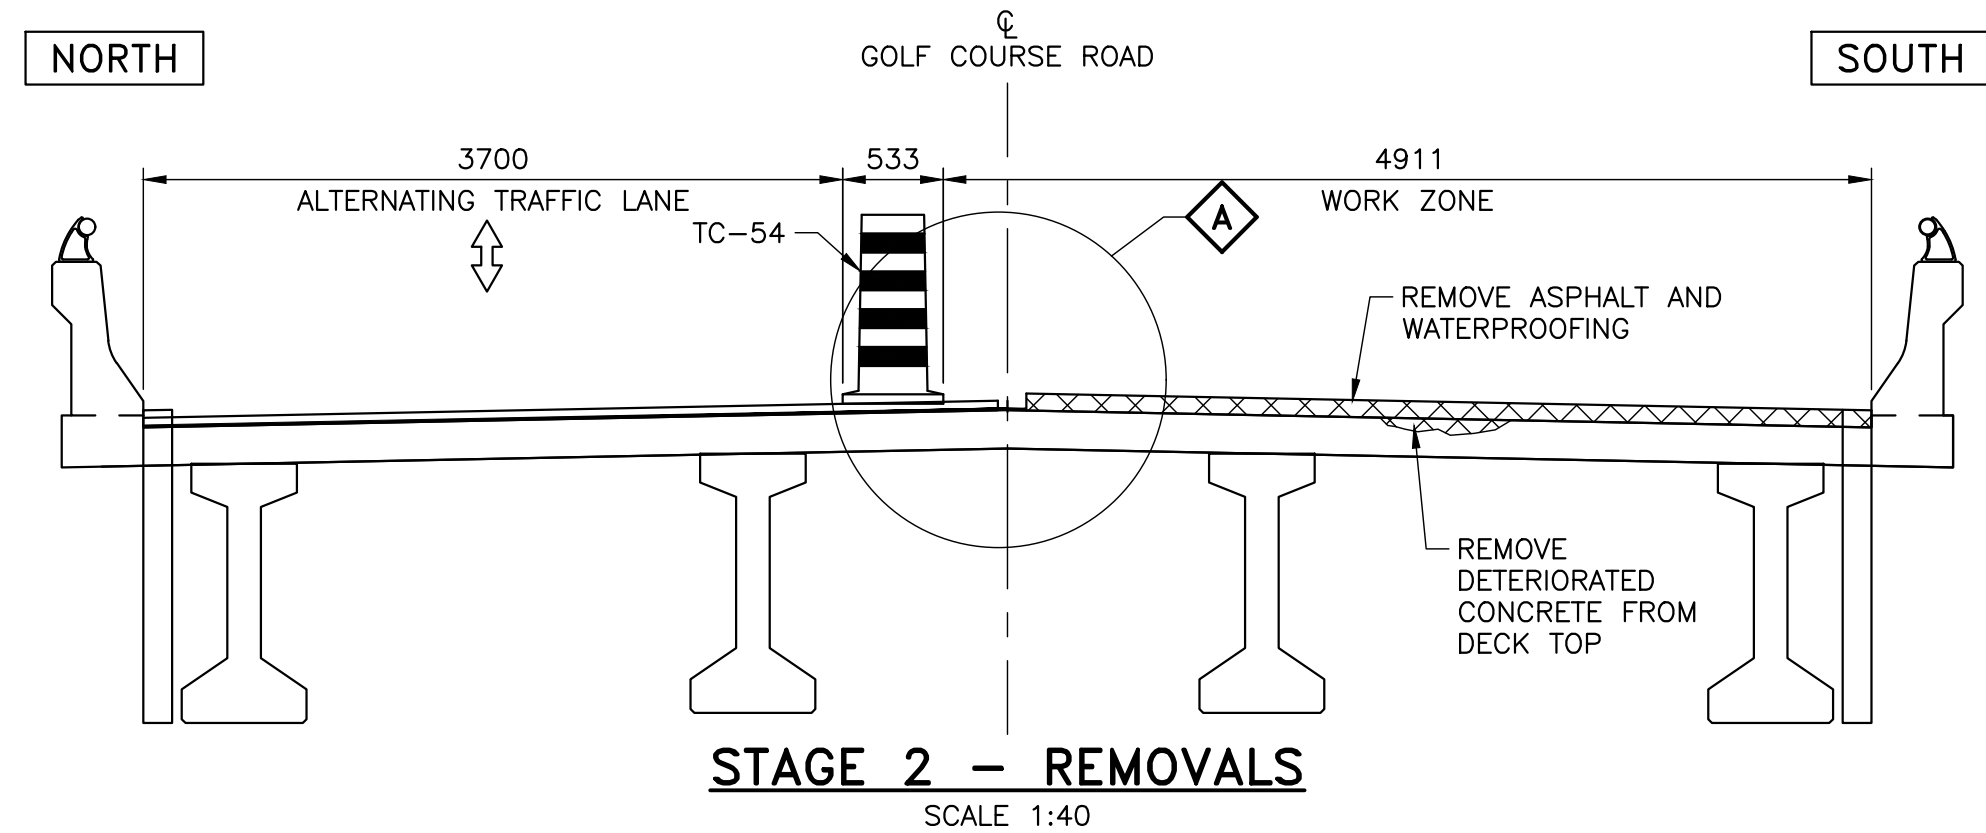 ℄
GOLF COURSE ROAD
NORTH
SOUTH
3700
533
4911
ALTERNATING TRAFFIC LANE
WORK ZONE
TC-54
A
REMOVE ASPHALT AND
WATERPROOFING
REMOVE
DETERIORATED
CONCRETE FROM
DECK TOP
STAGE 2 - REMOVALS
SCALE 1:40